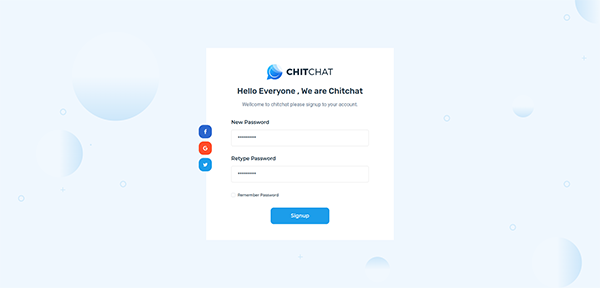 CHITCHAT
Hello Everyone , We are Chitchat
Wellcome to chitchat please signup to your account.
New Password
**********
Retype Password
**********
Remember Password
Signup